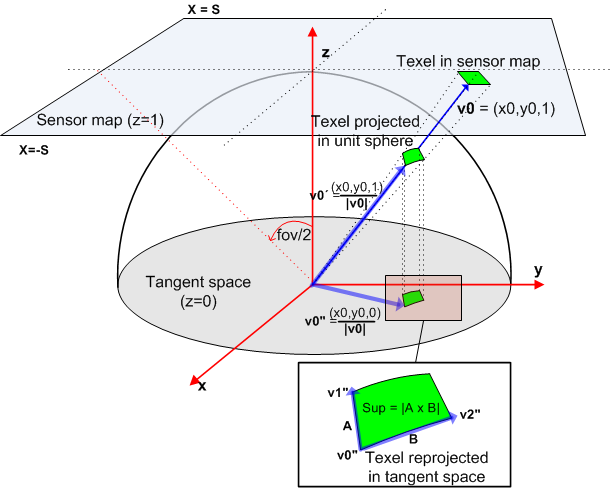 X = S
z
Texel in sensor map
v0 = (x0,y0,1)
Sensor map (z=1)
Texel projected
in unit sphere
X=-S
v0´ = (x0,y0,1)
|v0|
fov/2
y
Tangent space
(z=0)
v0" = (x0,y0,0)
|v0|
x
v1"
Sup = |A x B|
v2"
A
B
v0"
Texel reprojected
in tangent space